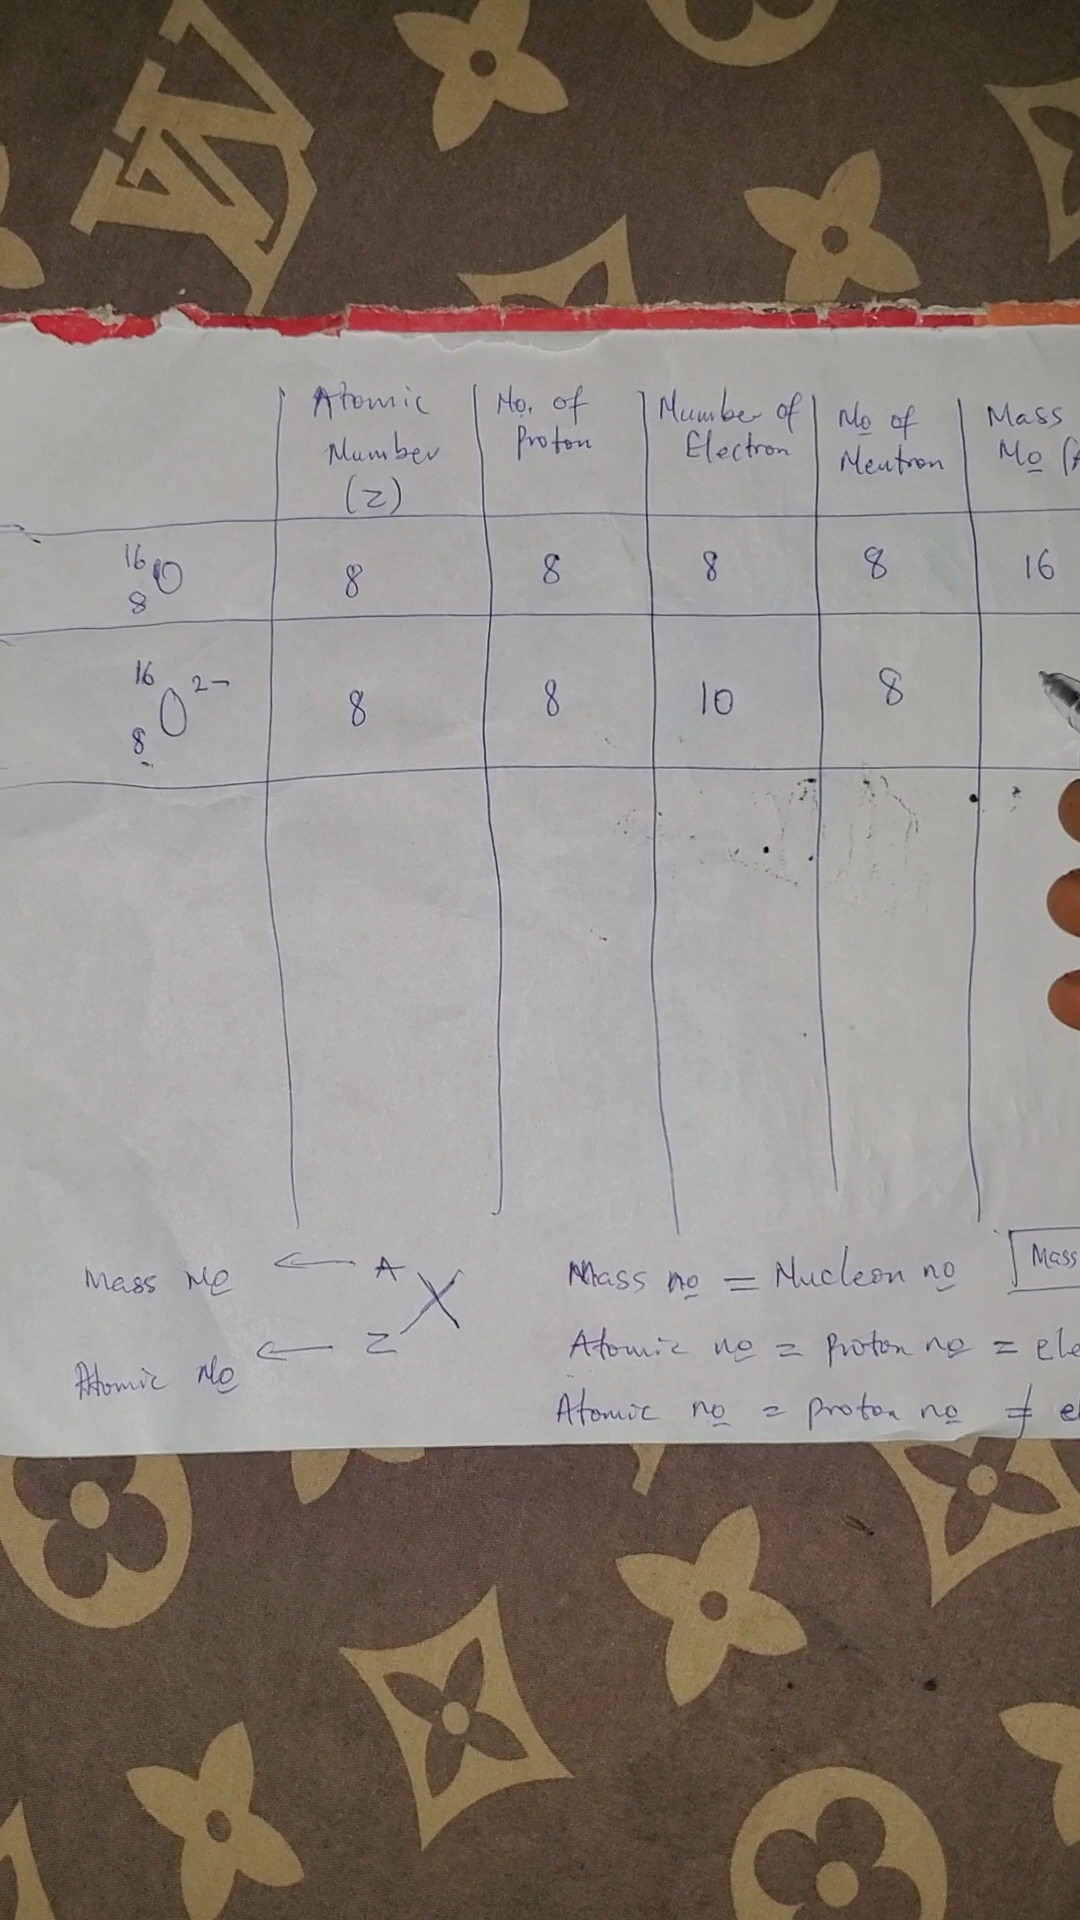 Atomic Number (Z)
No. of Proton
Number of Electron
No of Neutron
Mass No (A
16 8 O 8 8 8 8 16
16 8 O 2- 8 8 10 8
Mass No ← A X
Atomic No ← Z
Mass no = Nucleon no Mass
Atomic no = Proton no = ele
Atomic no = proton no ≠ el